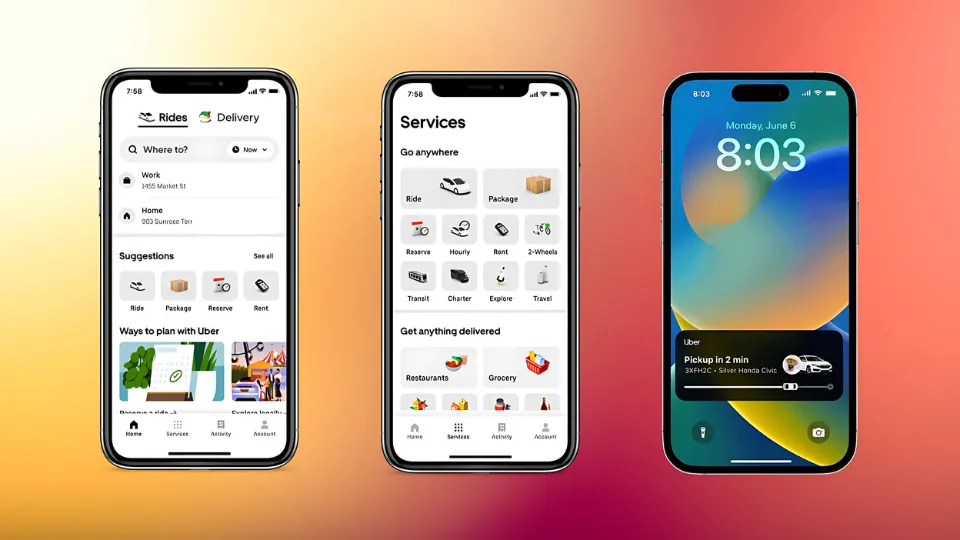 7:58
Rides Delivery
Where to? Now
Work
1455 Market St
Home
903 Sunrose Terr
Suggestions See all
Ride Package Reserve Rent
Ways to plan with Uber
Reserve a ride → Explore locally →
Home Services Activity Account
7:58
Services
Go anywhere
Ride Package
Reserve Hourly Rent 2-Wheels
Transit Charter Explore Travel
Get anything delivered
Restaurants Grocery
Home Services Activity Account
8:03
Monday, June 6
8:03
Uber
Pickup in 2 min
3XFH2C • Silver Honda Civic